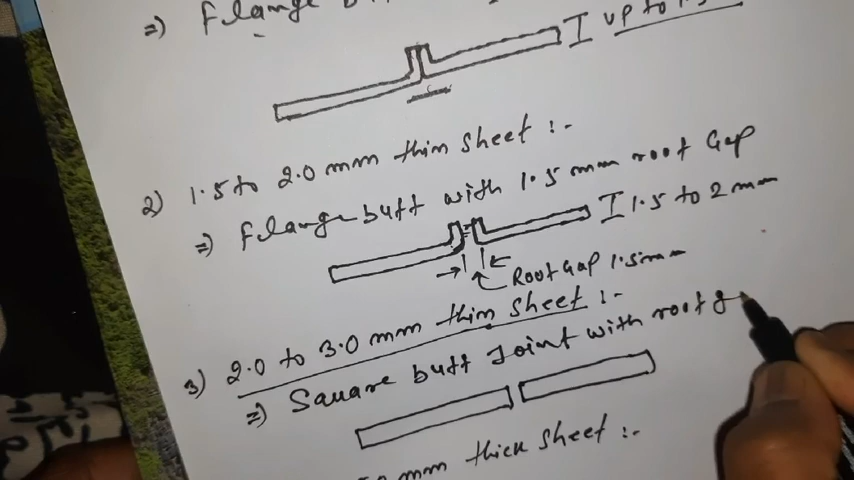 =) Flange
I up to
2) 1.5 to 2.0 mm thin sheet :-
=) Flange butt with 1.5 mm root Gap
I 1.5 to 2 mm
Root Gap 1.5mm
3) 2.0 to 3.0 mm thin sheet :-
=) Square butt Joint with root g
mm thick sheet :-